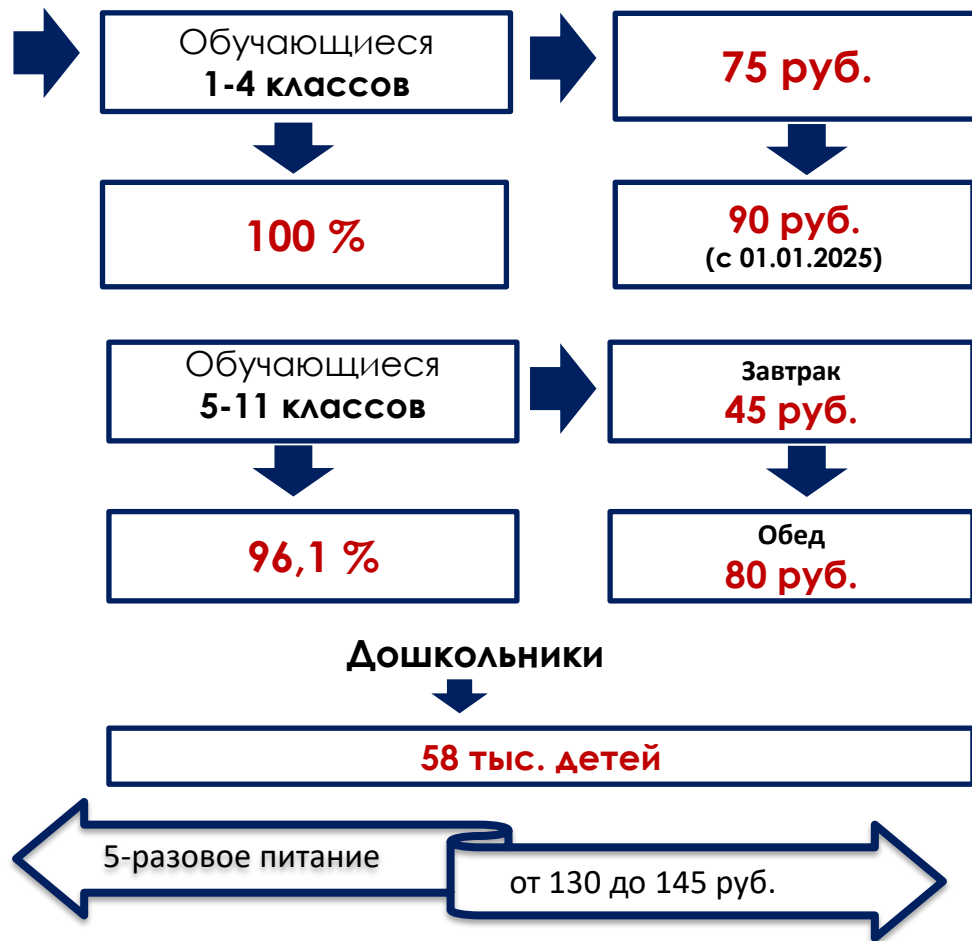 Обучающиеся
1-4 классов
75 руб.
100 %
90 руб.
(с 01.01.2025)
Обучающиеся
5-11 классов
Завтрак
45 руб.
96,1 %
Обед
80 руб.
Дошкольники
58 тыс. детей
5-разовое питание
от 130 до 145 руб.